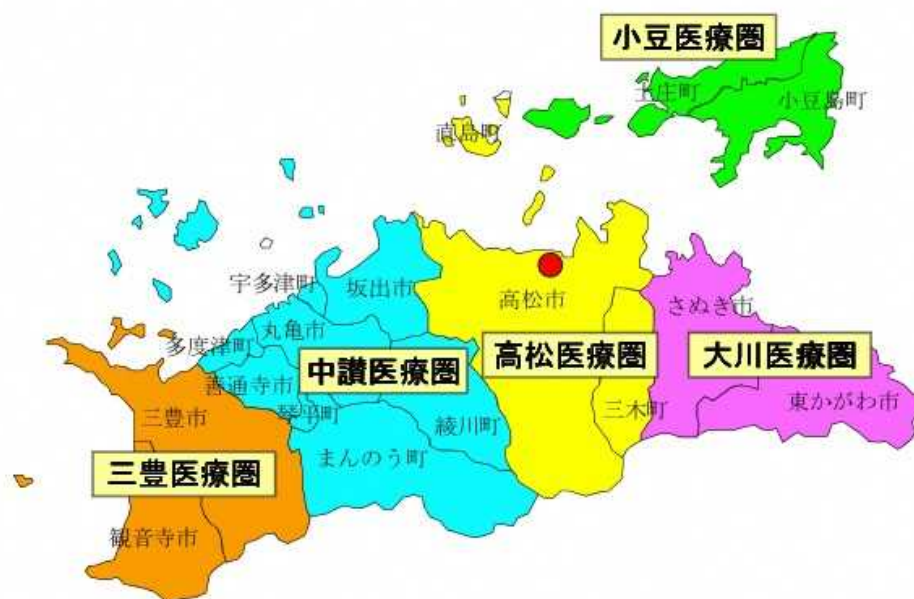 小豆医療圏
土庄町
小豆島町
直島町
宇多津町
坂出市
高松市
さぬき市
多度津町
丸亀市
中讃医療圏
高松医療圏
大川医療圏
善通寺市
三豊市
琴平町
綾川町
三木町
東かがわ市
まんのう町
三豊医療圏
観音寺市